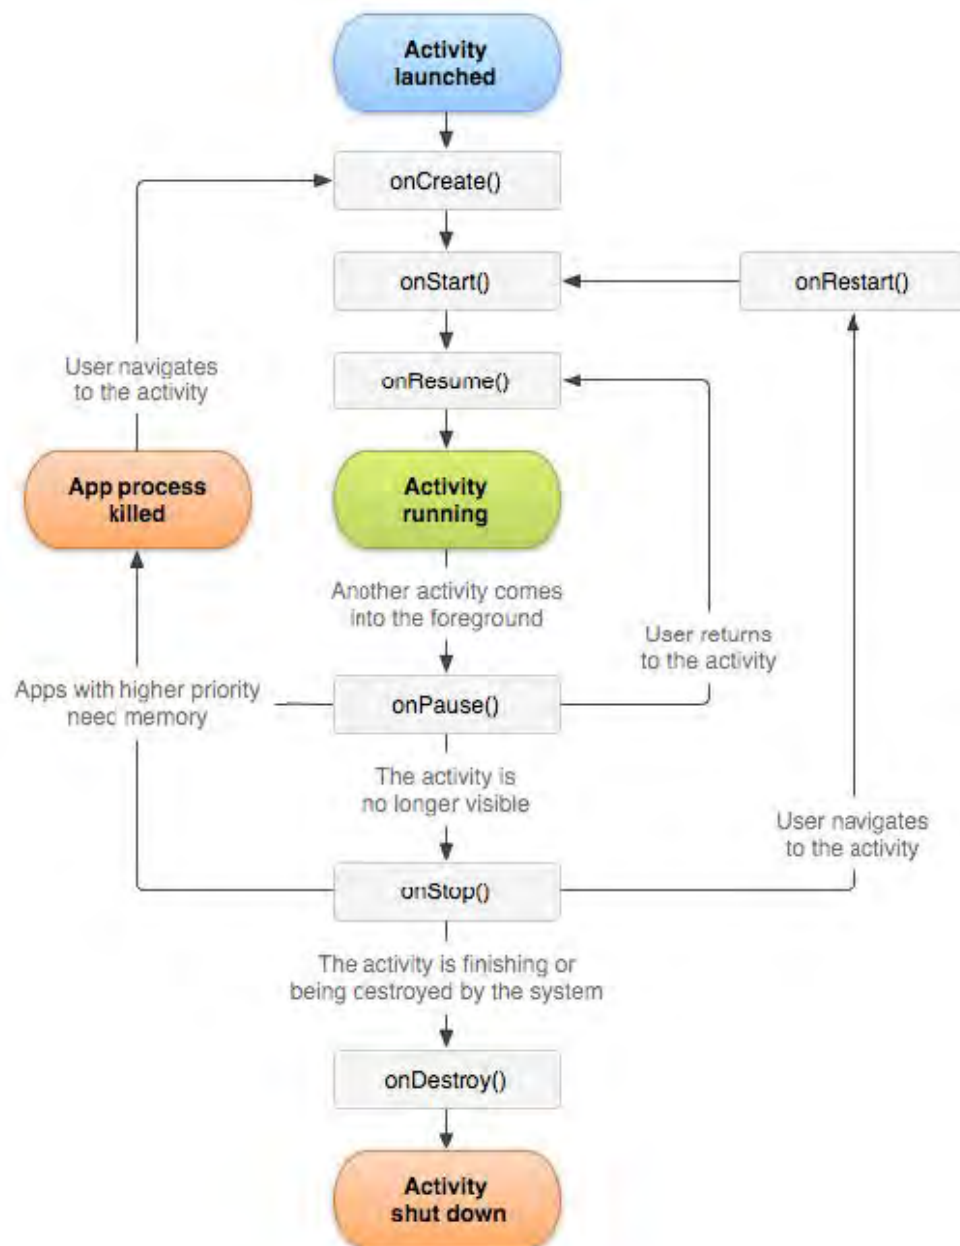 Activity
launched
onCreate()
onStart()
onRestart()
User navigates
to the activity
onResume()
App process
killed
Activity
running
Another activity comes
into the foreground
User returns
to the activity
Apps with higher priority
need memory
onPause()
The activity is
no longer visible
User navigates
to the activity
onStop()
The activity is finishing or
being destroyed by the system
onDestroy()
Activity
shut down